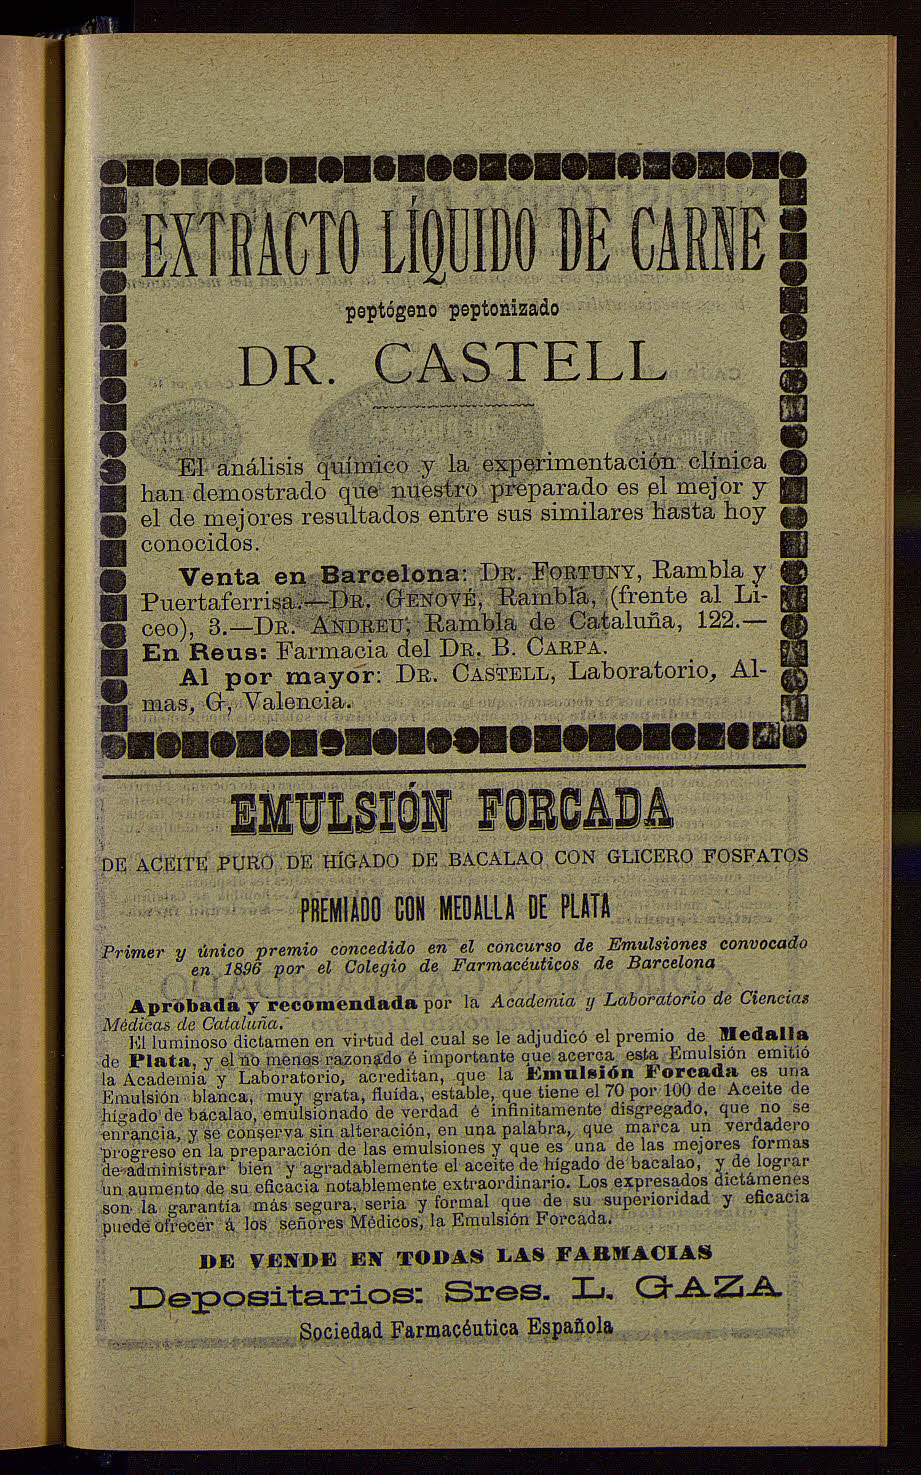 EXTRACTO LÍQUIDO DE CARNE
peptógeno peptonizado
DR. CASTELL
El análisis químico y la experimentación clínica
han demostrado que nuestro preparado es el mejor y
el de mejores resultados entre sus similares hasta hoy
conocidos.
Venta en Barcelona: DR. FORTUNY, Rambla y
Puertaferrisa.—DR. GENOVÉ, Rambla, (frente al Li-
ceo), 3.—DR. ANDREU, Rambla de Cataluña, 122.—
En Reus: Farmacia del DR. B. CARPA.
Al por mayor: DR. CASTELL, Laboratorio, Al-
mas, G, Valencia.
EMULSIÓN FORCADA
DE ACEITE PURO DE HÍGADO DE BACALAO CON GLICERO FOSFATOS
PREMIADO CON MEDALLA DE PLATA
Primer y único premio concedido en el concurso de Emulsiones convocado
en 1896 por el Colegio de Farmacéuticos de Barcelona
Aprobada y recomendada por la Academia y Laboratorio de Ciencias
Médicas de Cataluña.
El luminoso dictamen en virtud del cual se le adjudicó el premio de Medalla
de Plata, y el no menos razonado é importante que acerca esta Emulsión emitió
la Academia y Laboratorio, acreditan, que la Emulsión Forcada es una
Emulsión blanca, muy grata, fluída, estable, que tiene el 70 por 100 de Aceite de
hígado de bacalao, emulsionado de verdad é infinitamente disgregado, que no se
enrancia, y se conserva sin alteración, en una palabra, que marca un verdadero
progreso en la preparación de las emulsiones y que es una de las mejores formas
de administrar bien y agradablemente el aceite de hígado de bacalao, y de lograr
un aumento de su eficacia notablemente extraordinario. Los expresados dictámenes
son la garantía más segura, seria y formal que de su superioridad y eficacia
puede ofrecer á los señores Médicos, la Emulsión Forcada.
DE VENDE EN TODAS LAS FARMACIAS
Depositarios: Sres. L. GAZA
Sociedad Farmacéutica Española